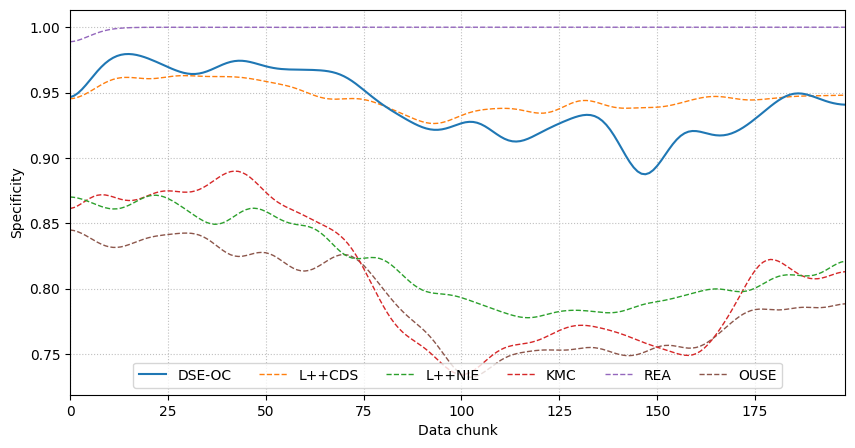 1.00
0.95
0.90
0.85
0.80
0.75
Specificity
DSE-OC L++CDS L++NIE KMC REA OUSE
0 25 50 75 100 125 150 175
Data chunk